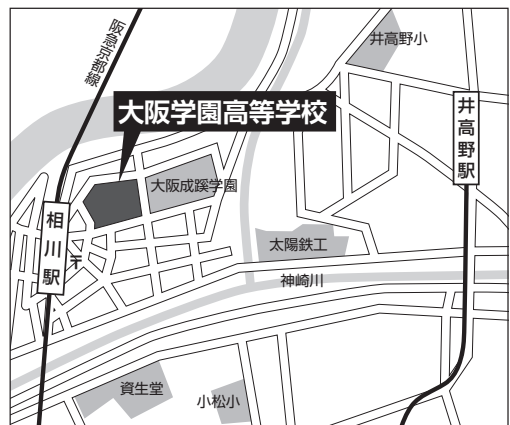 阪急京都線
井高野小
大阪学園高等学校
井高野駅
大阪成蹊学園
相川駅
〒
太陽鉄工
神崎川
資生堂
小松小